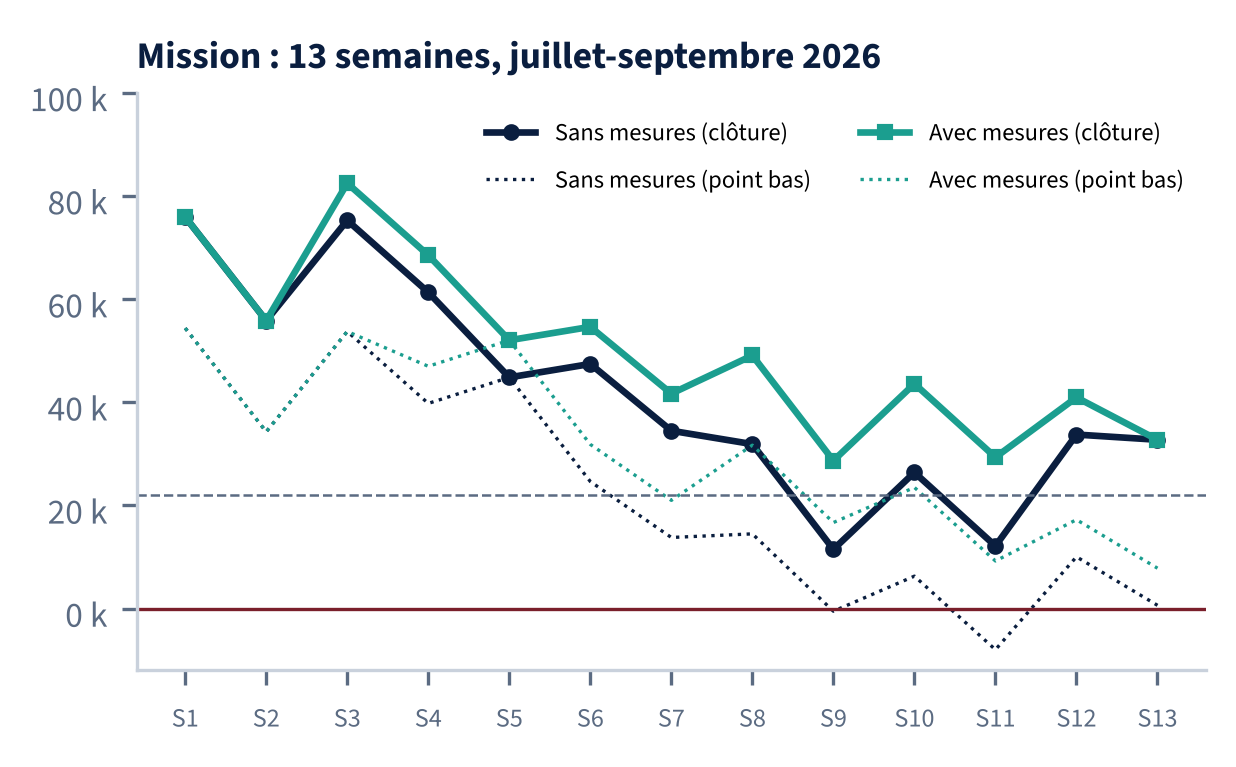 Mission : 13 semaines, juillet-septembre 2026
100 k
Sans mesures (clôture) Avec mesures (clôture)
Sans mesures (point bas) Avec mesures (point bas)
80 k
60 k
40 k
20 k
0 k
S1 S2 S3 S4 S5 S6 S7 S8 S9 S10 S11 S12 S13